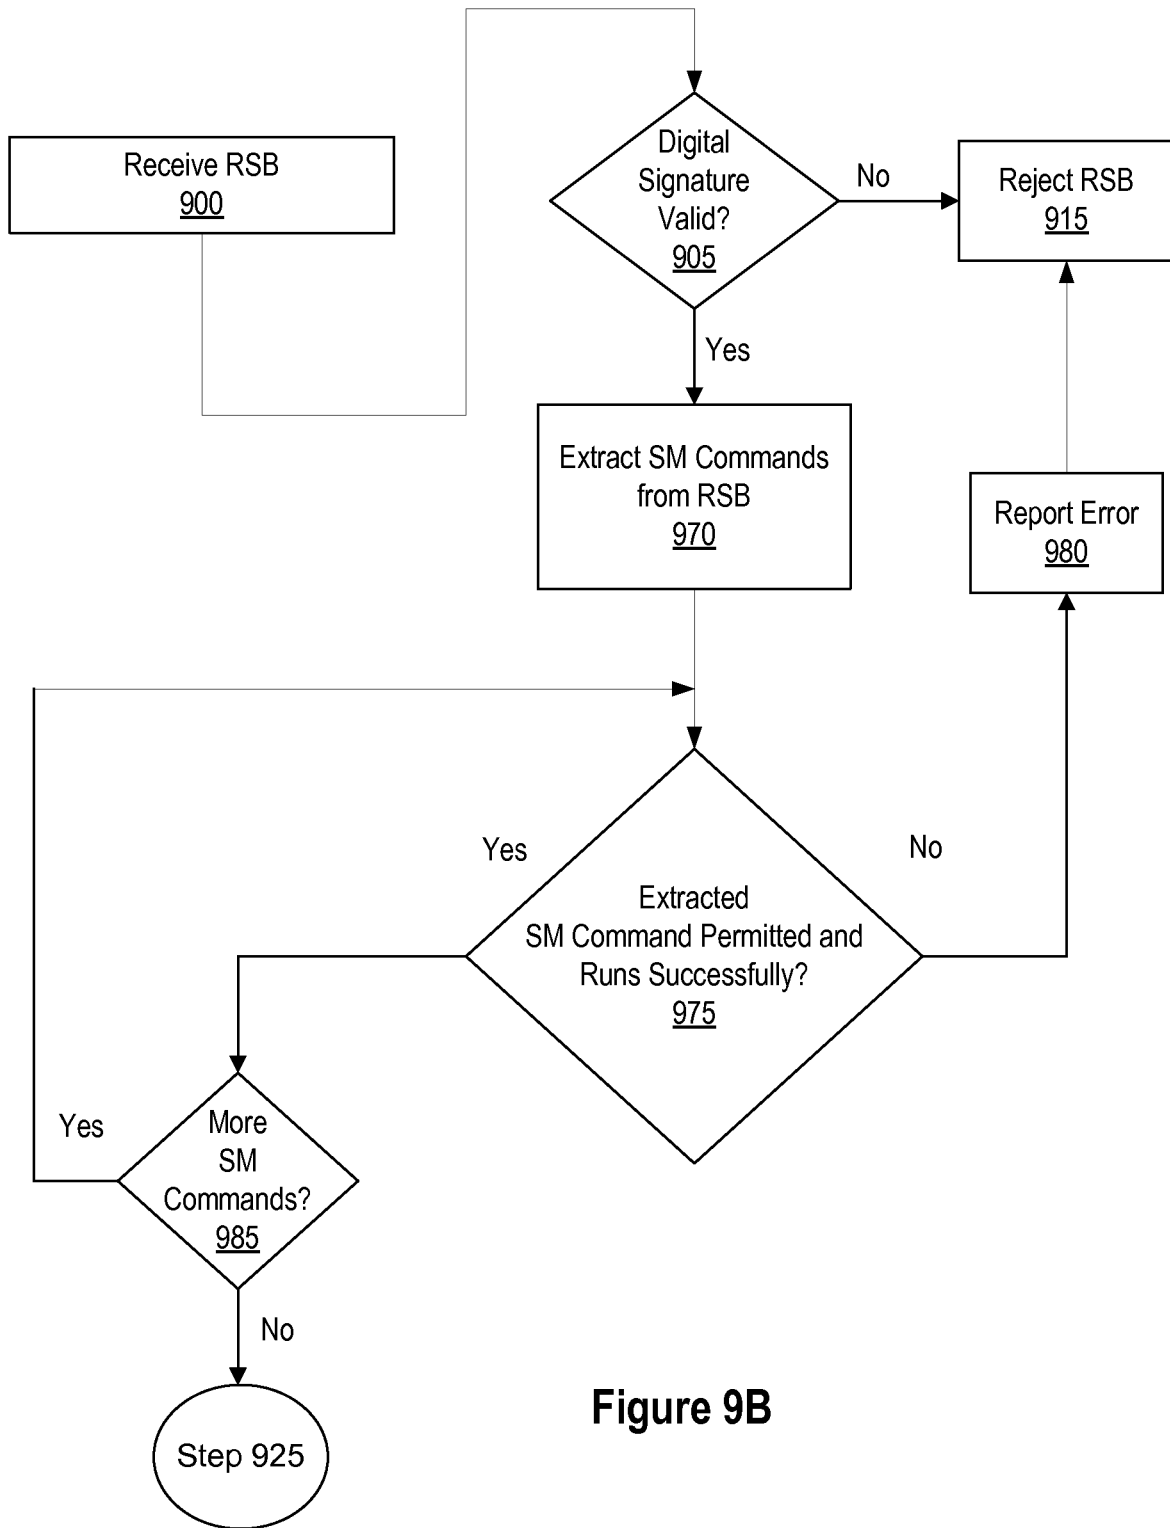 Receive RSB
900
Digital
Signature
Valid?
905
No
Reject RSB
915
Yes
Extract SM Commands
from RSB
970
Report Error
980
Yes
No
Extracted
SM Command Permitted and
Runs Successfully?
975
Yes
More
SM
Commands?
985
No
Step 925
Figure 9B